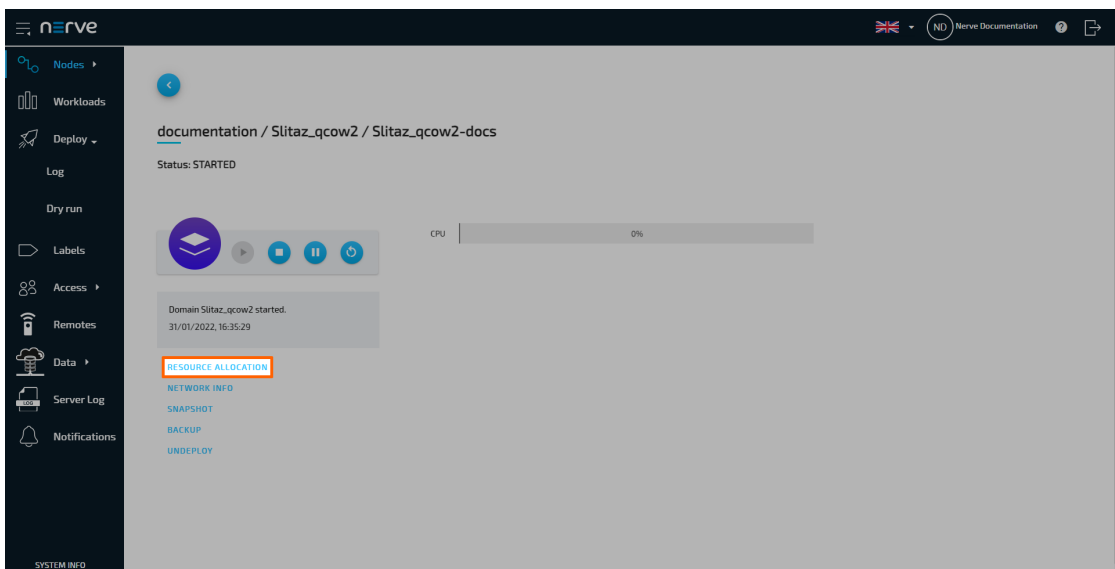 nerve
ND Nerve Documentation ?
Nodes
Workloads
Deploy
Log
Dry run
Labels
Access
Remotes
Data
LOG Server Log
Notifications
SYSTEM INFO
documentation / Slitaz_qcow2 / Slitaz_qcow2-docs
Status: STARTED
CPU 0%
Domain Slitaz_qcow2 started.
31/01/2022, 16:35:29
RESOURCE ALLOCATION
NETWORK INFO
SNAPSHOT
BACKUP
UNDEPLOY